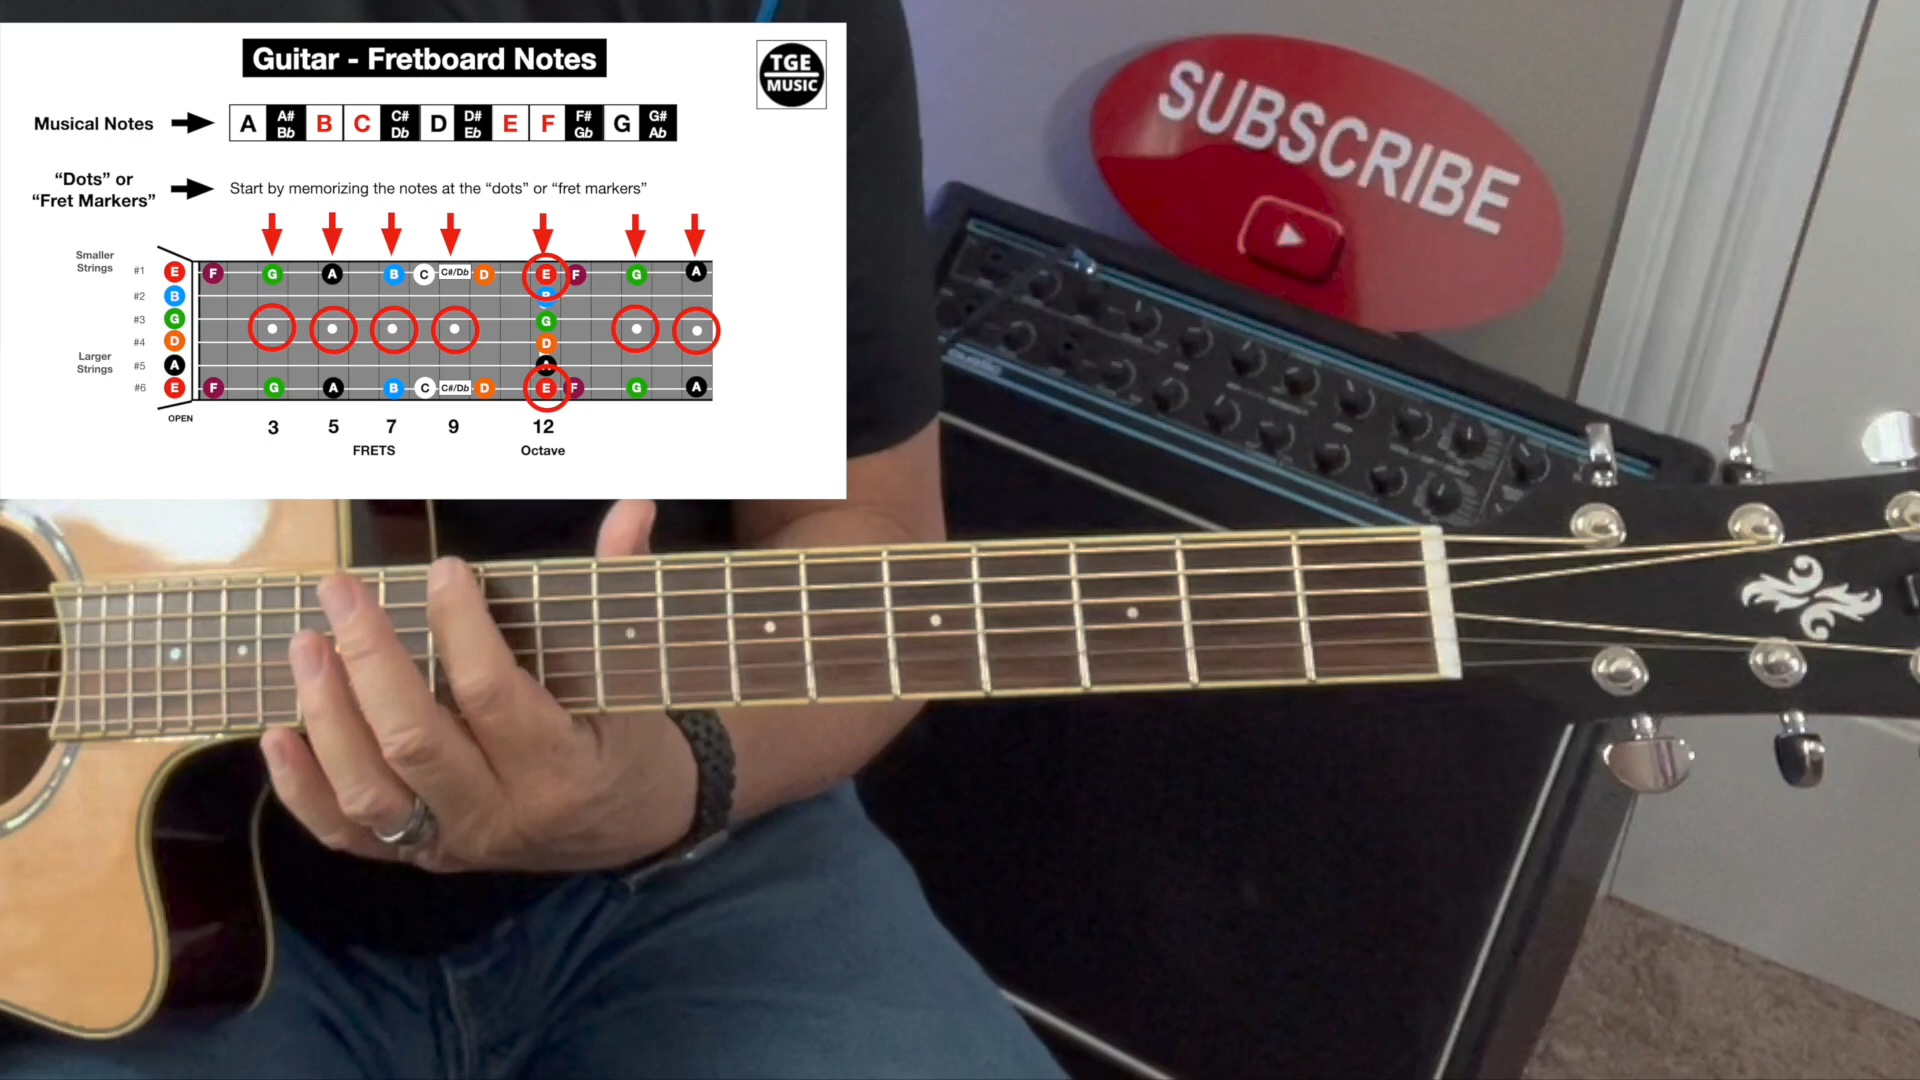 Guitar - Fretboard Notes
TGE
MUSIC
Musical Notes
A A# Bb B C C# Db D D# Eb E F F# Gb G G# Ab
“Dots” or
“Fret Markers”
Start by memorizing the notes at the “dots” or “fret markers”
Smaller
Strings
#1 E F G A B C C#/Db D E F G A
#2 B B
#3 G G
#4 D D
Larger
Strings
#5 A A
#6 E F G A B C C#/Db D E F G A
OPEN
3 5 7 9 12
FRETS Octave
SUBSCRIBE